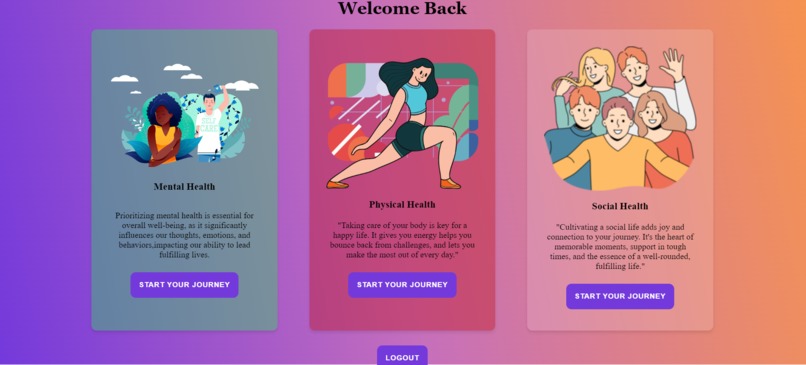 Welcome Back
SELF
CARE
Mental Health
Prioritizing mental health is essential for
overall well-being, as it significantly
influences our thoughts, emotions, and
behaviors,impacting our ability to lead
fulfilling lives.
START YOUR JOURNEY
Physical Health
"Taking care of your body is key for a
happy life. It gives you energy helps you
bounce back from challenges, and lets you
make the most out of every day."
START YOUR JOURNEY
Social Health
"Cultivating a social life adds joy and
connection to your journey. It's the heart of
memorable moments, support in tough
times, and the essence of a well-rounded,
fulfilling life."
START YOUR JOURNEY
LOGOUT